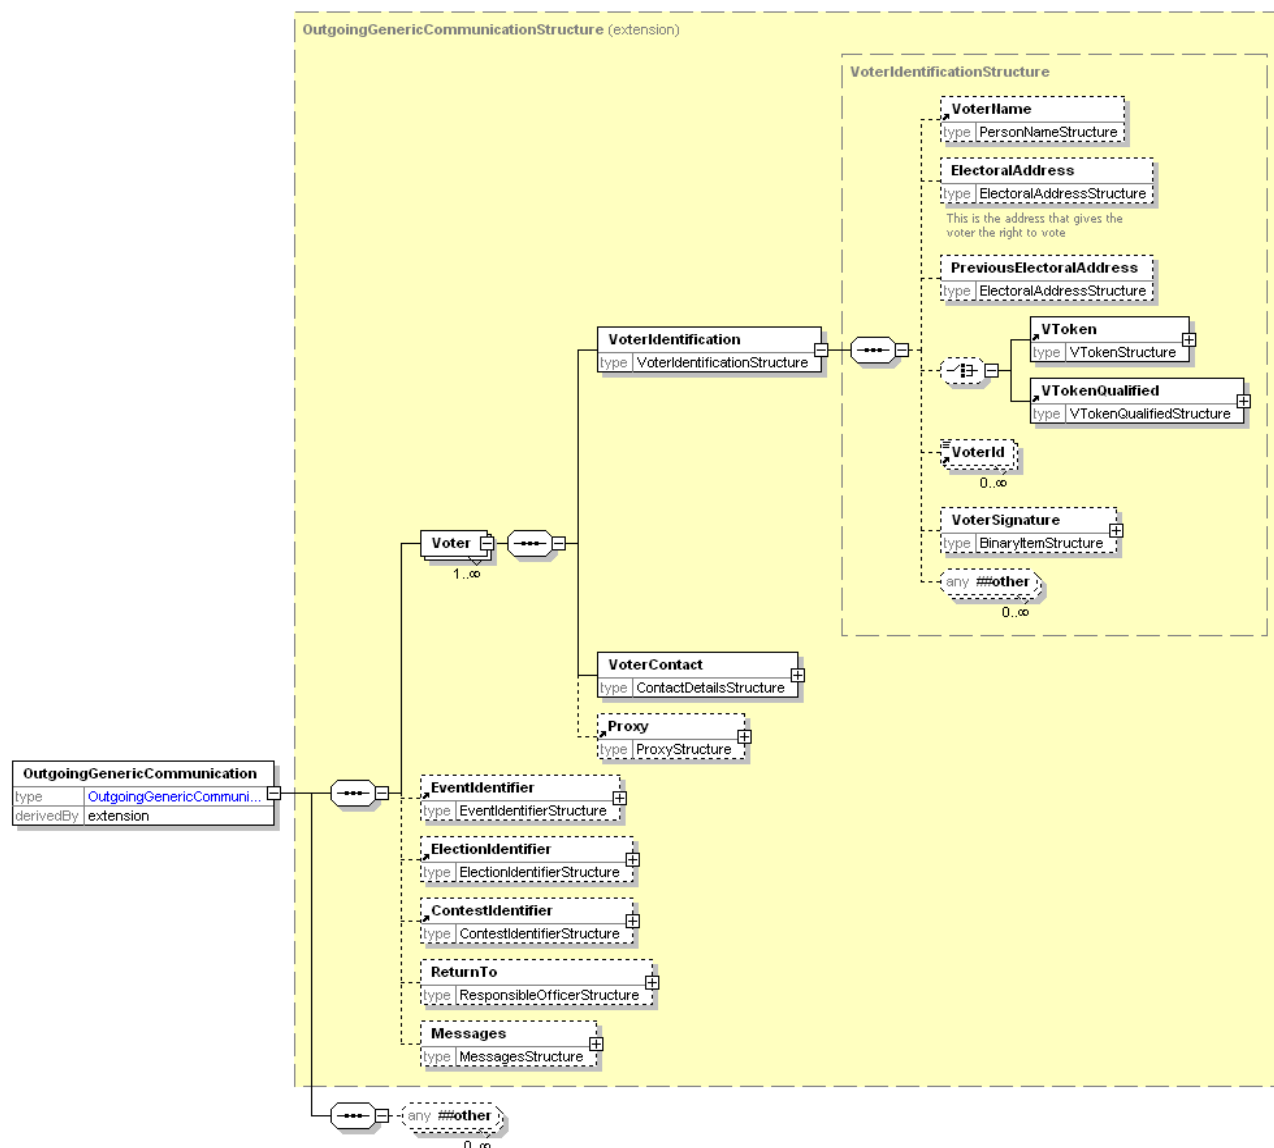 OutgoingGenericCommunicationStructure (extension)
VoterIdentificationStructure
VoterName
type PersonNameStructure
ElectoralAddress
type ElectoralAddressStructure
This is the address that gives the
voter the right to vote
PreviousElectoralAddress
type ElectoralAddressStructure
VToken
type VTokenStructure
VTokenQualified
type VTokenQualifiedStructure
VoterIdentification
type VoterIdentificationStructure
VoterId
0..∞
VoterSignature
type BinaryItemStructure
any ##other
0..∞
Voter
1..∞
VoterContact
type ContactDetailsStructure
Proxy
type ProxyStructure
OutgoingGenericCommunication
type OutgoingGenericCommuni...
derivedBy extension
EventIdentifier
type EventIdentifierStructure
ElectionIdentifier
type ElectionIdentifierStructure
ContestIdentifier
type ContestIdentifierStructure
ReturnTo
type ResponsibleOfficerStructure
Messages
type MessagesStructure
any ##other
0..∞